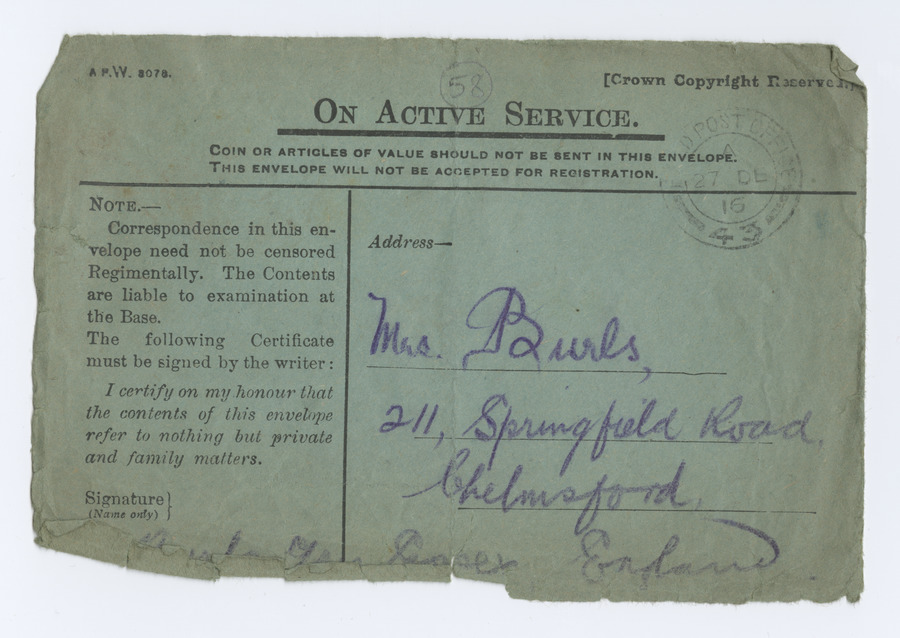 A F.W. 3078.
58
[Crown Copyright Reserved.]
ON ACTIVE SERVICE.
COIN OR ARTICLES OF VALUE SHOULD NOT BE SENT IN THIS ENVELOPE.
THIS ENVELOPE WILL NOT BE ACCEPTED FOR REGISTRATION.
POST OFFICE
A
27 DE
16
43
NOTE.—
Correspondence in this en-
velope need not be censored
Regimentally. The Contents
are liable to examination at
the Base.
The following Certificate
must be signed by the writer:
I certify on my honour that
the contents of this envelope
refer to nothing but private
and family matters.
Signature }
(Name only)
Address—
Mrs. Burls,
211, Springfield Road.
Chelmsford,
Essex England